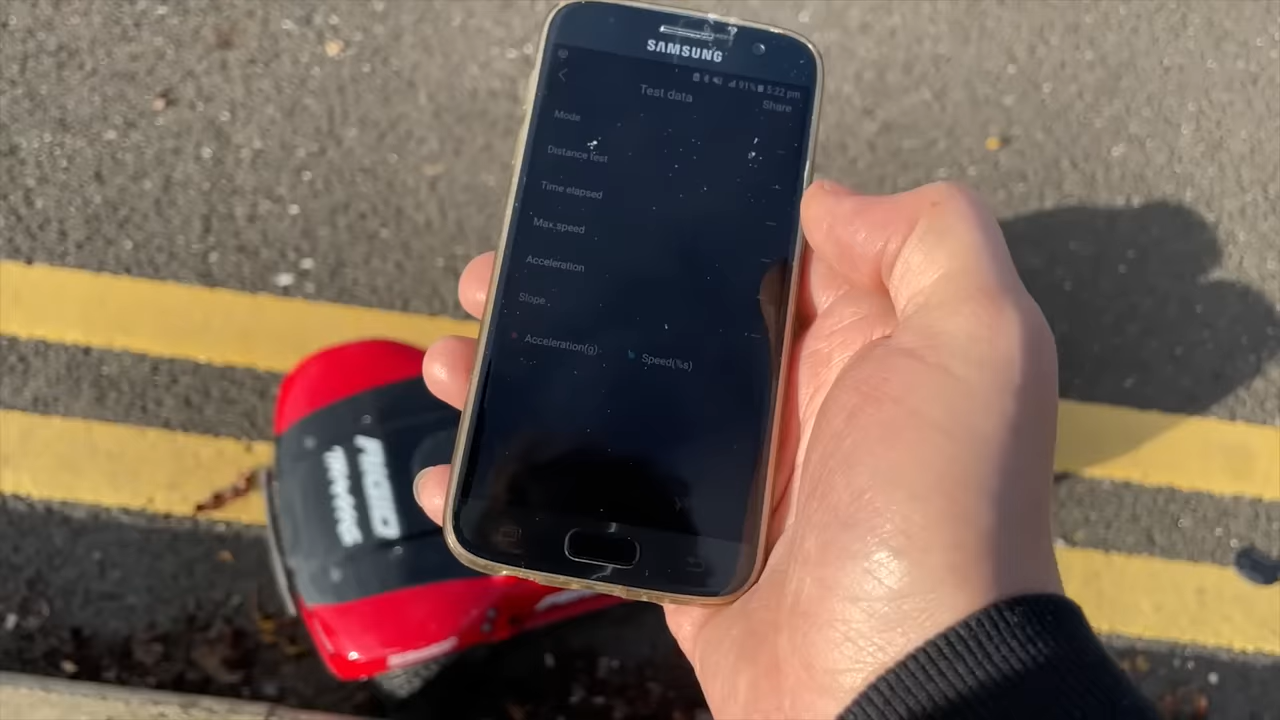 SAMSUNG
91% 5:22 pm
Test data
Share
Mode
Distance test
Time elapsed
Max.speed
Acceleration
Slope
Acceleration(g) Speed(%s)
TRAXXAS